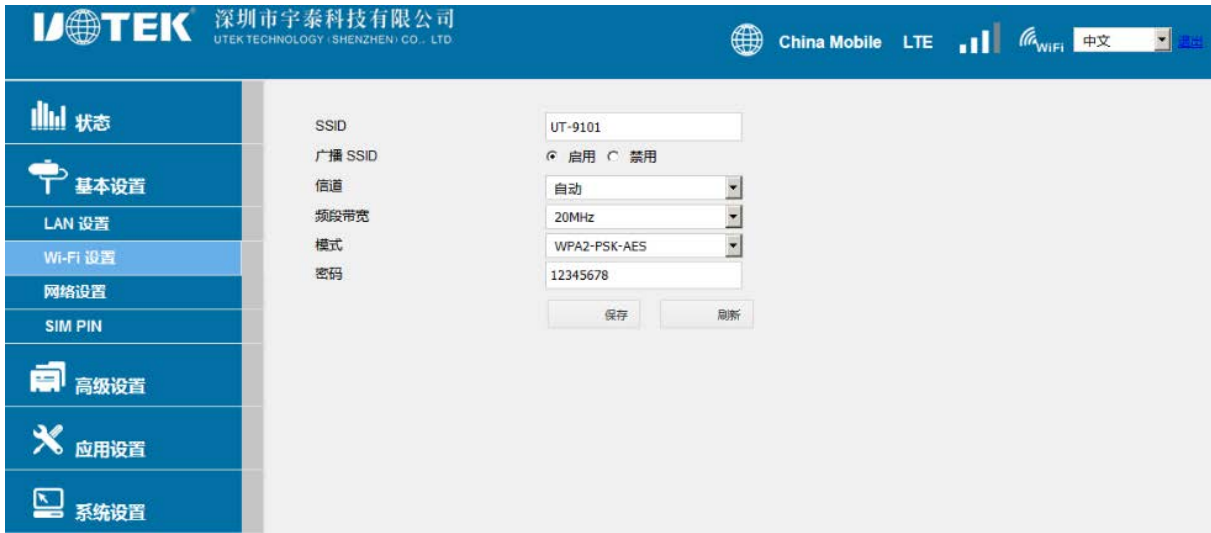 UOTEK 深圳市宇泰科技有限公司
UTEK TECHNOLOGY (SHENZHEN) CO., LTD
China Mobile LTE WiFi 中文 退出
状态
基本设置
LAN 设置
Wi-Fi 设置
网络设置
SIM PIN
高级设置
应用设置
系统设置
SSID UT-9101
广播 SSID 启用 禁用
信道 自动
频段带宽 20MHz
模式 WPA2-PSK-AES
密码 12345678
保存 刷新